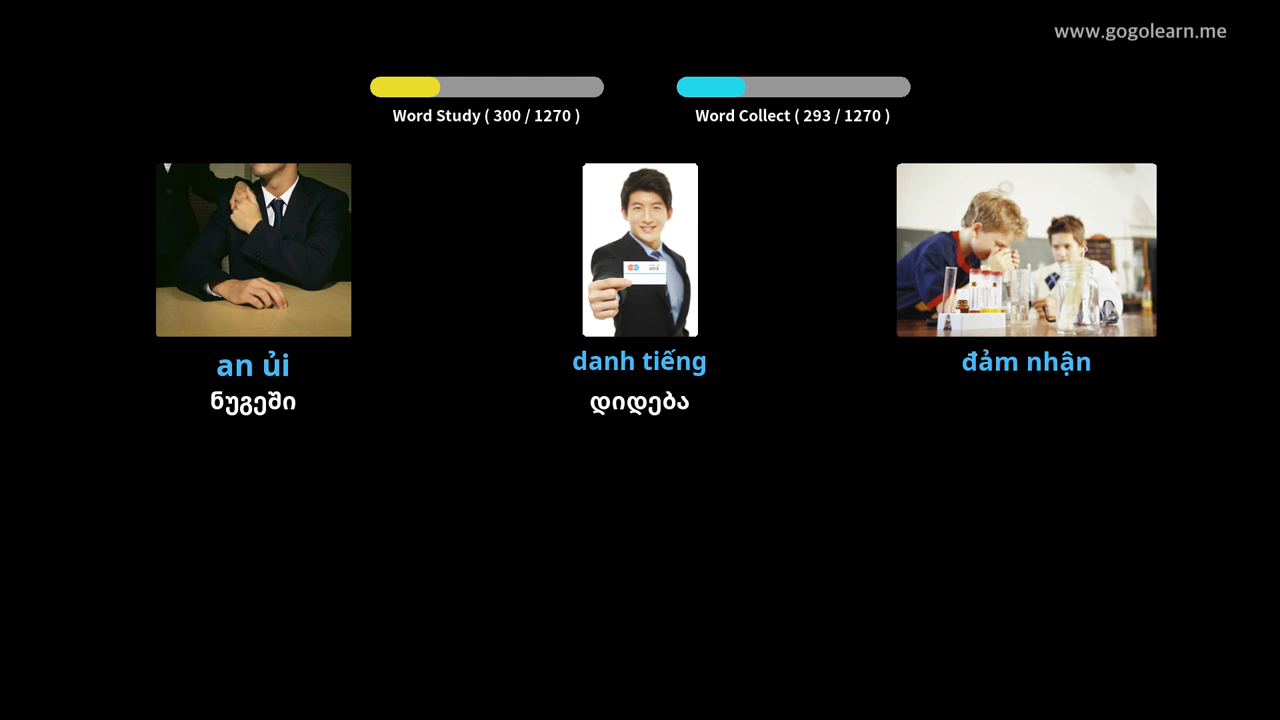 www.gogolearn.me
Word Study ( 300 / 1270 )
Word Collect ( 293 / 1270 )
an ủi
danh tiếng
đảm nhận
ნუგეში
დიდება